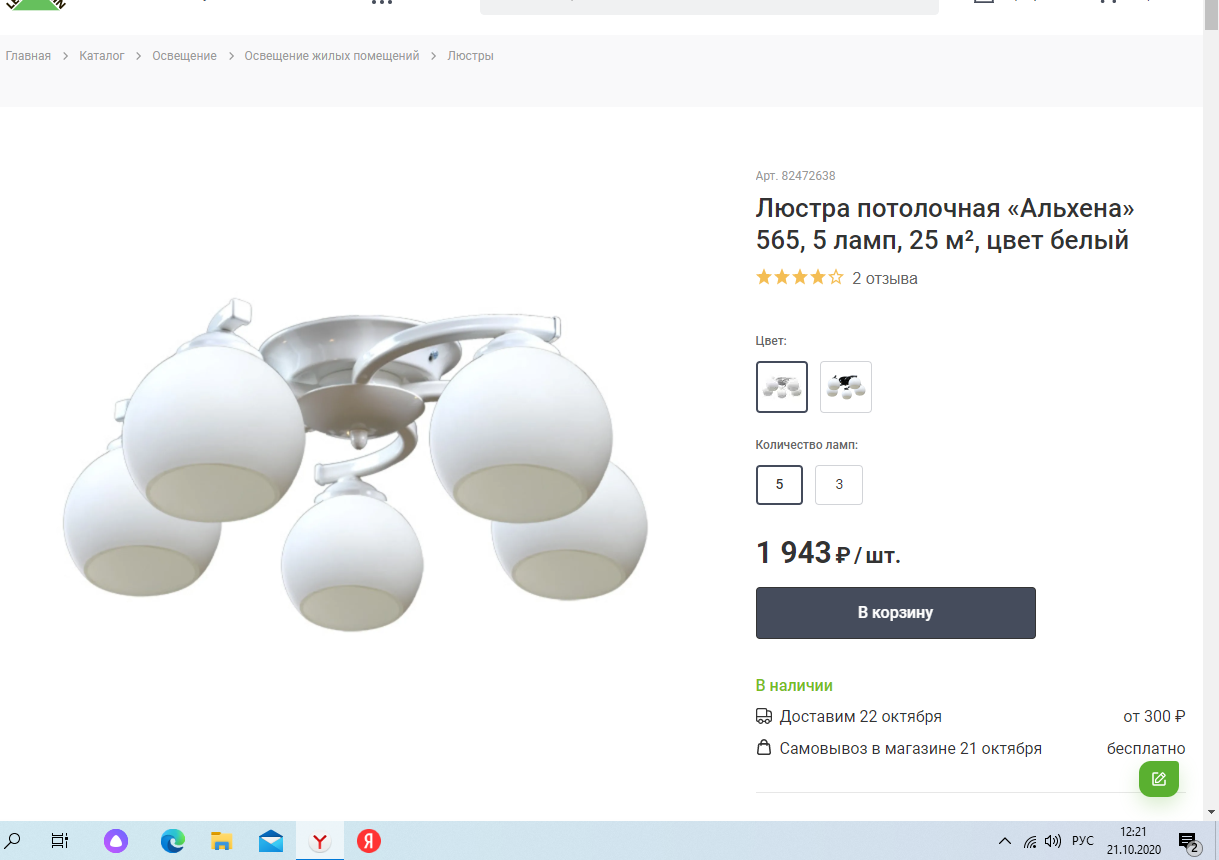 Главная > Каталог > Освещение > Освещение жилых помещений > Люстры
Арт. 82472638
Люстра потолочная «Альхена»
565, 5 ламп, 25 м², цвет белый
2 отзыва
Цвет:
Количество ламп:
5 3
1 943 ₽ / шт.
В корзину
В наличии
Доставим 22 октября от 300 ₽
Самовывоз в магазине 21 октября бесплатно
РУС 12:21
21.10.2020
2